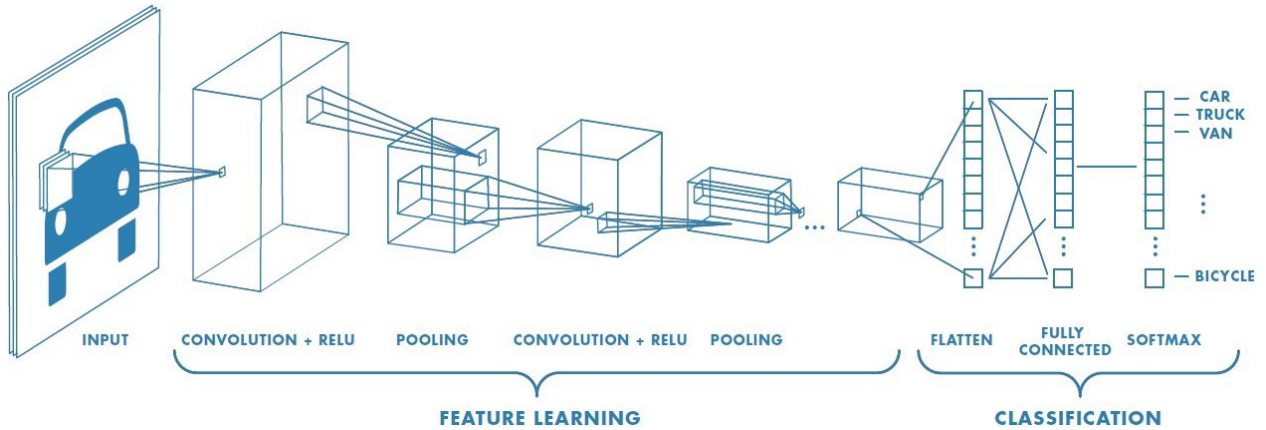 CAR
TRUCK
VAN
BICYCLE
INPUT
CONVOLUTION + RELU
POOLING
CONVOLUTION + RELU
POOLING
FLATTEN
FULLY
CONNECTED
SOFTMAX
FEATURE LEARNING
CLASSIFICATION